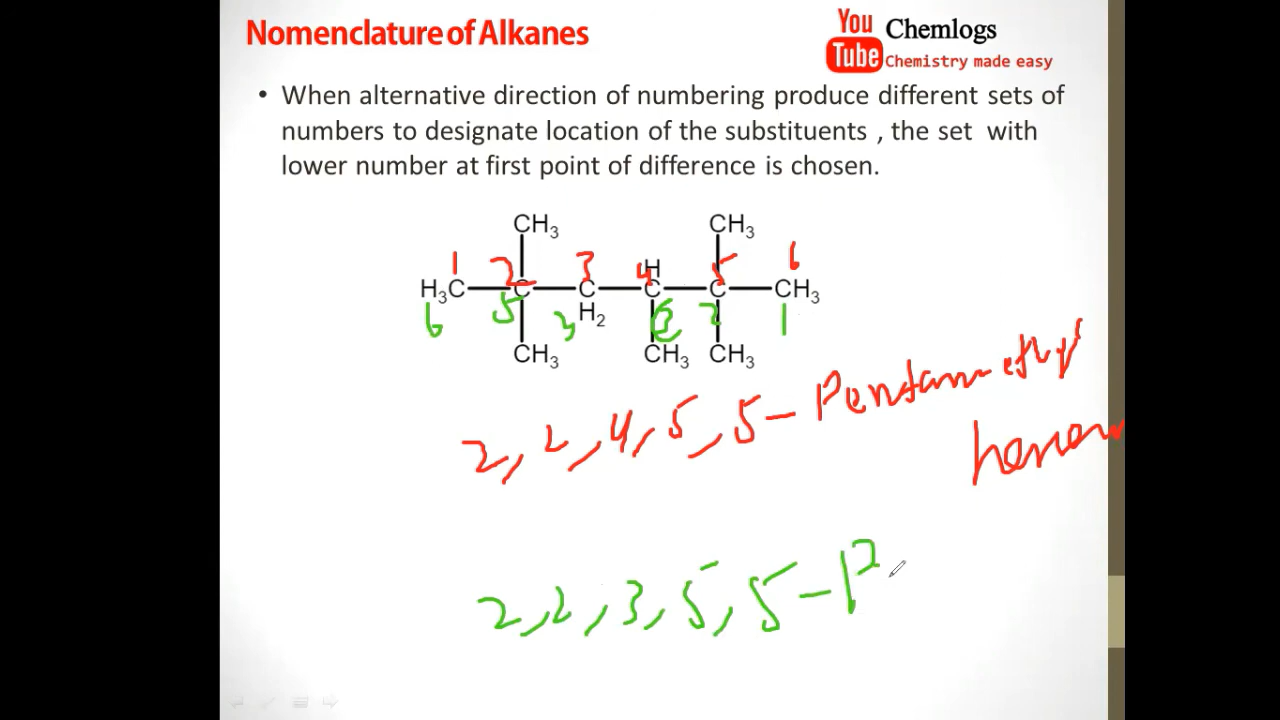 Nomenclature of Alkanes
You Tube
Chemlogs
Chemistry made easy
• When alternative direction of numbering produce different sets of
numbers to designate location of the substituents , the set with
lower number at first point of difference is chosen.
CH₃ CH₃
1 2 3 4 5 6
H
H₃C C C C C CH₃
H₂
6 5 3 2 1
CH₃ CH₃ CH₃
2, 2, 4, 5, 5 - Pentamethyl
2, 2, 3, 5, 5 - P